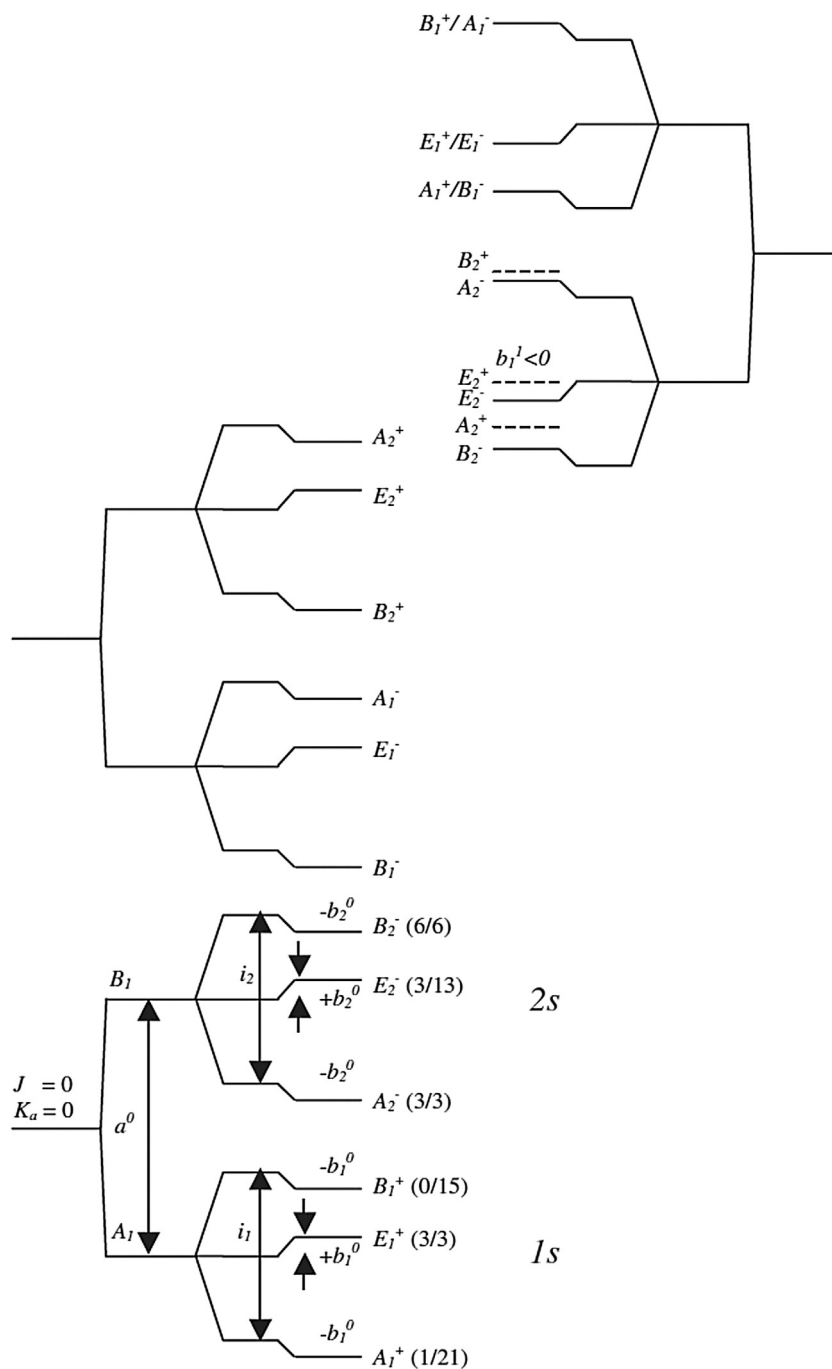 B₁⁺/A₁⁻
E₁⁺/E₁⁻
A₁⁺/B₁⁻
B₂⁺
A₂⁻
b₁¹<0
E₂⁺
E₂⁻
A₂⁺
B₂⁻
A₂⁺
E₂⁺
B₂⁺
A₁⁻
E₁⁻
B₁⁻
-b₂⁰
B₂⁻ (6/6)
B₁
i₂
E₂⁻ (3/13)
+b₂⁰
2s
J = 0
-b₂⁰
A₂⁻ (3/3)
Kₐ = 0
a⁰
-b₁⁰
B₁⁺ (0/15)
A₁
i₁
E₁⁺ (3/3)
+b₁⁰
1s
-b₁⁰
A₁⁺ (1/21)